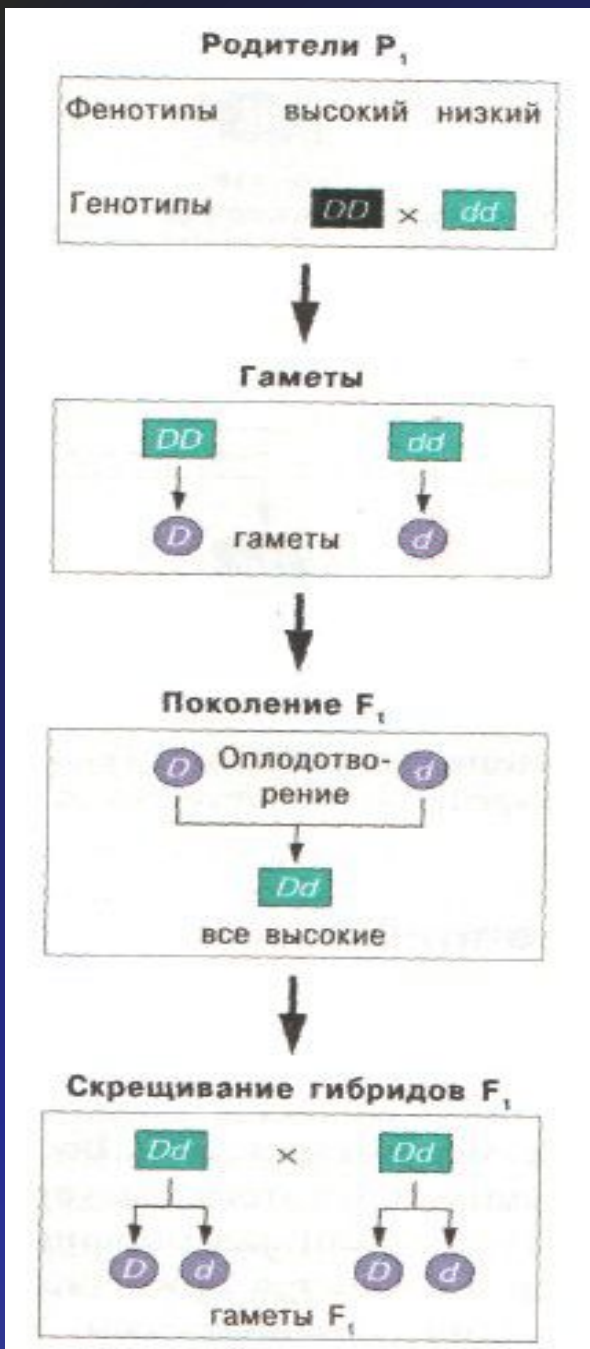 Родители P₁
Фенотипы высокий низкий
Генотипы DD × dd
Гаметы
DD dd
D гаметы d
Поколение F₁
D Оплодотво- d
рение
Dd
все высокие
Скрещивание гибридов F₁
Dd × Dd
D d D d
гаметы F₁